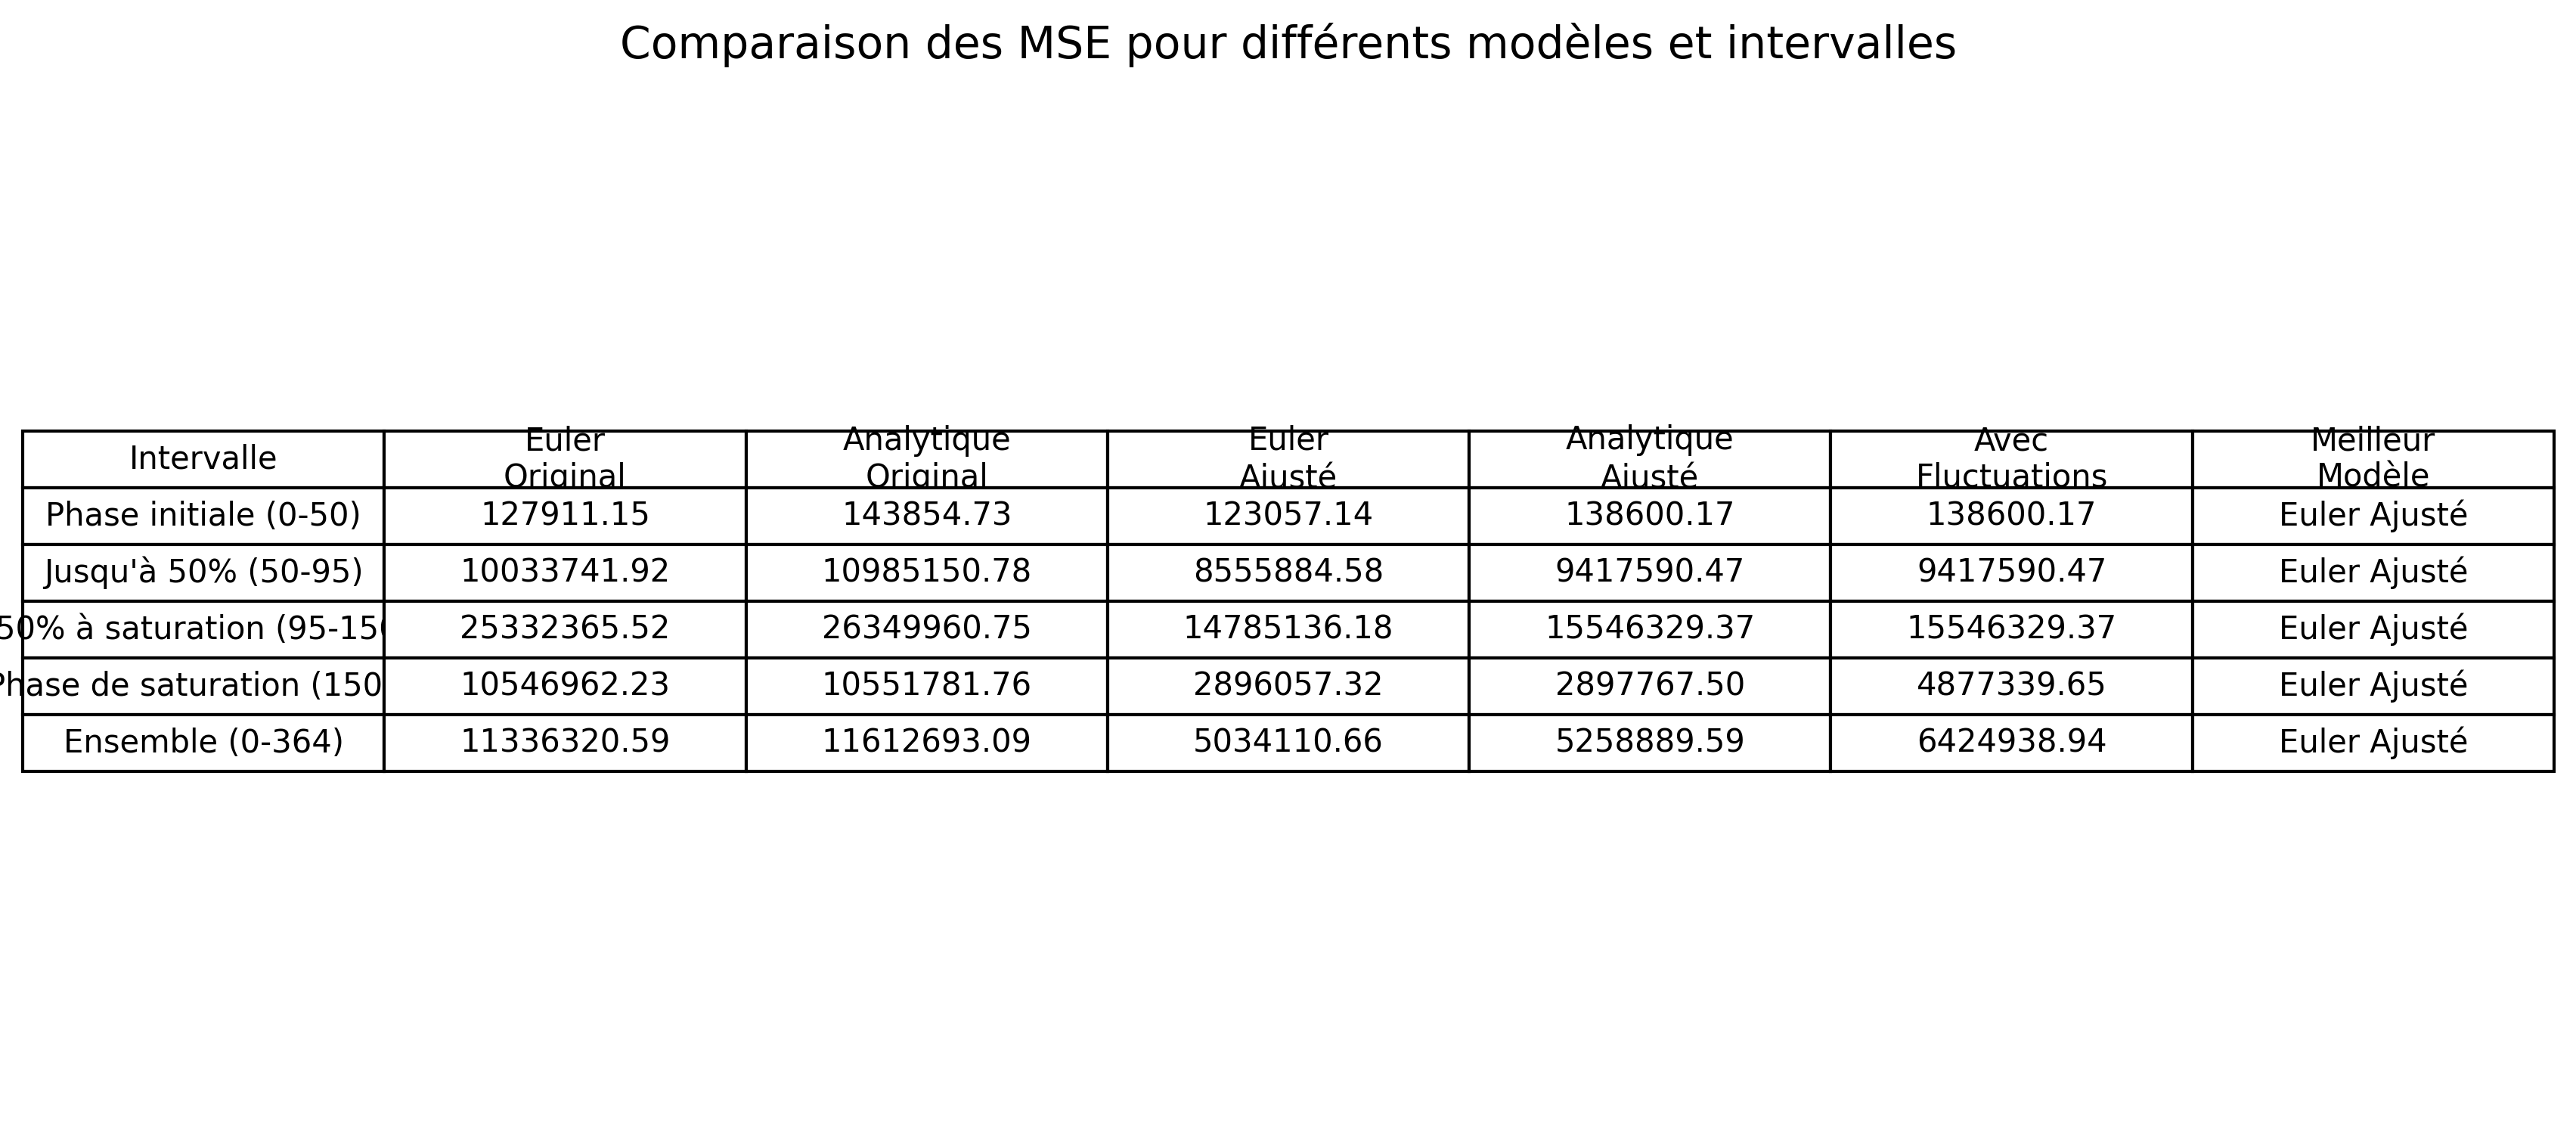 Comparaison des MSE pour différents modèles et intervalles
Intervalle Euler Original Analytique Original Euler Ajusté Analytique Ajusté Avec Fluctuations Meilleur Modèle
Phase initiale (0-50) 127911.15 143854.73 123057.14 138600.17 138600.17 Euler Ajusté
Jusqu'à 50% (50-95) 10033741.92 10985150.78 8555884.58 9417590.47 9417590.47 Euler Ajusté
50% à saturation (95-150 25332365.52 26349960.75 14785136.18 15546329.37 15546329.37 Euler Ajusté
Phase de saturation (150 10546962.23 10551781.76 2896057.32 2897767.50 4877339.65 Euler Ajusté
Ensemble (0-364) 11336320.59 11612693.09 5034110.66 5258889.59 6424938.94 Euler Ajusté